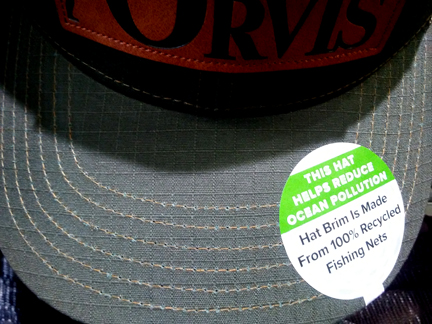 ORVIS
THIS HAT
HELPS REDUCE
OCEAN POLLUTION
Hat Brim Is Made
From 100% Recycled
Fishing Nets